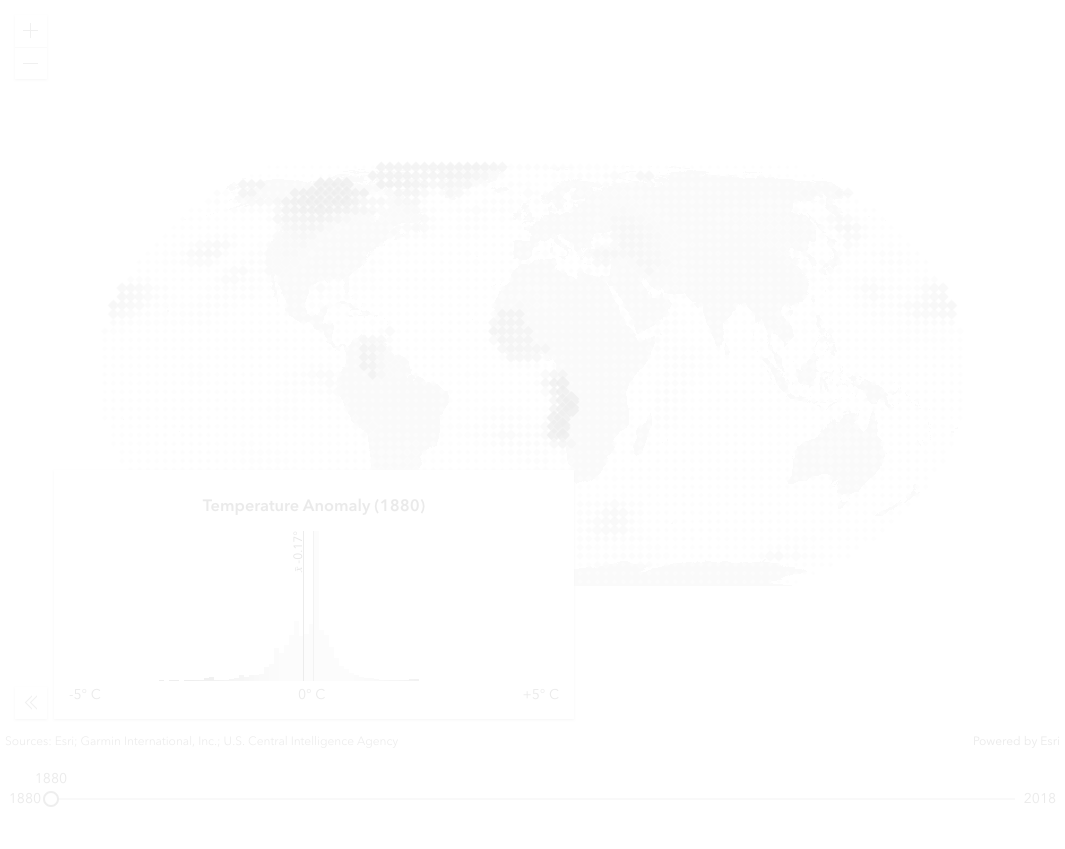 Temperature Anomaly (1880)
x̄ -0.17°
-5° C
0° C
+5° C
Sources: Esri, Garmin International, Inc., U.S. Central Intelligence Agency
Powered by Esri
1880
1880
2018